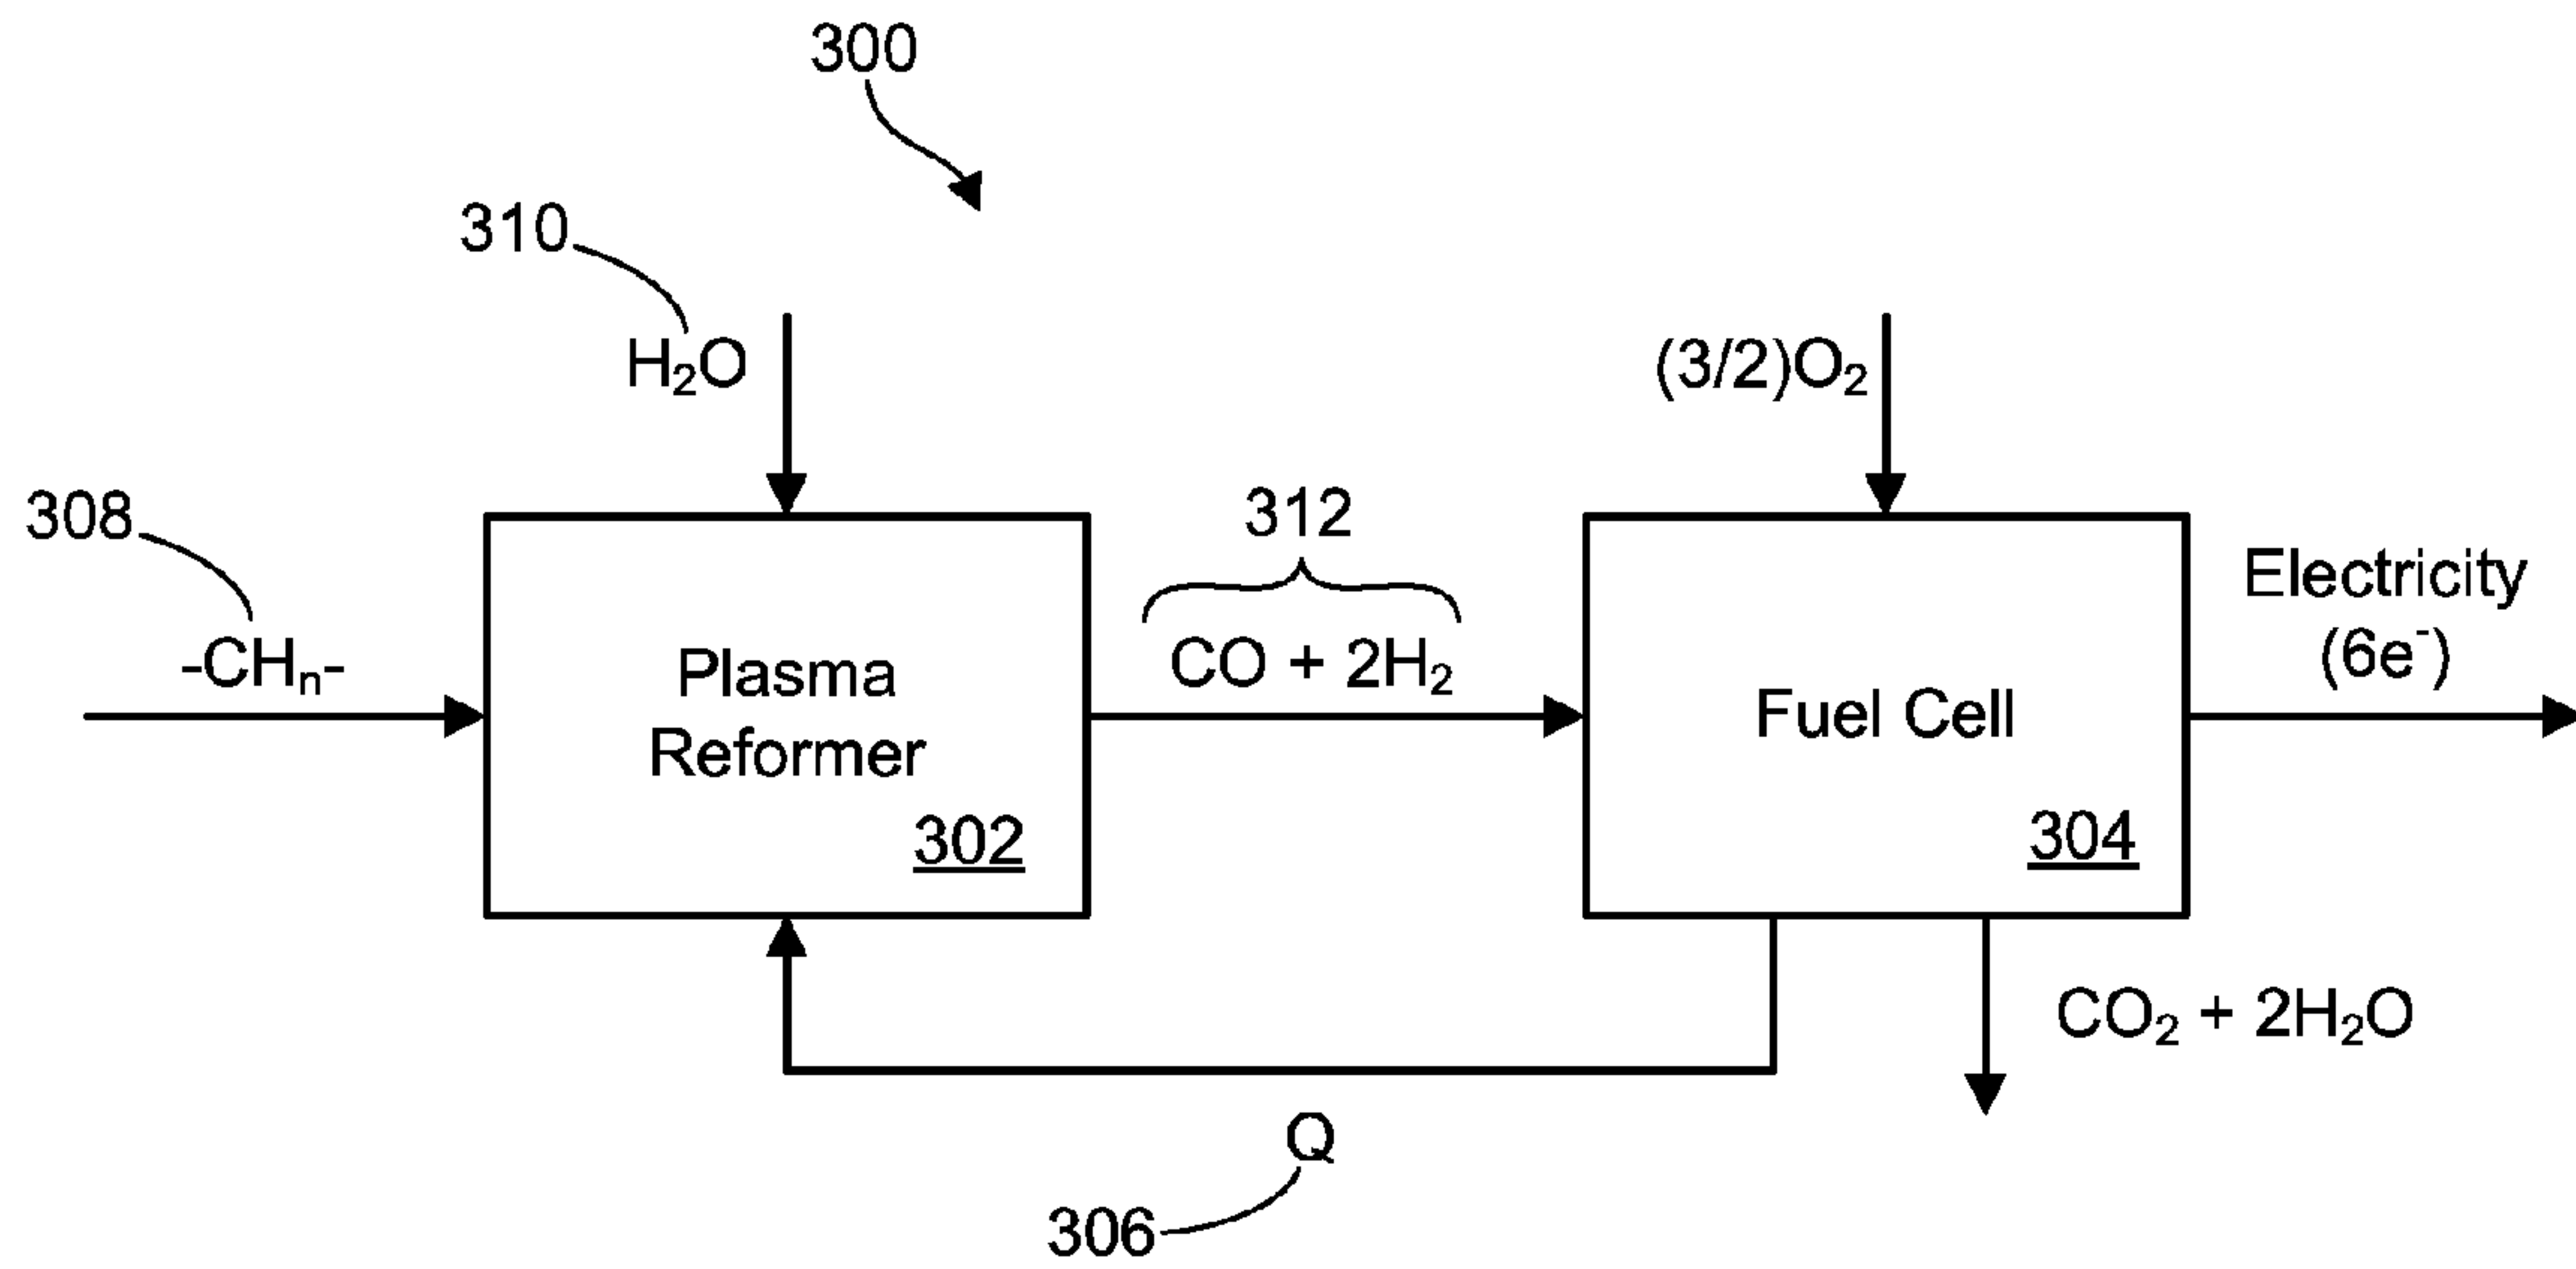 300
310
H₂O
(3/2)O₂
308
-CHₙ-
312
CO + 2H₂
Electricity
(6e⁻)
Plasma
Reformer
302
Fuel Cell
304
CO₂ + 2H₂O
Q
306